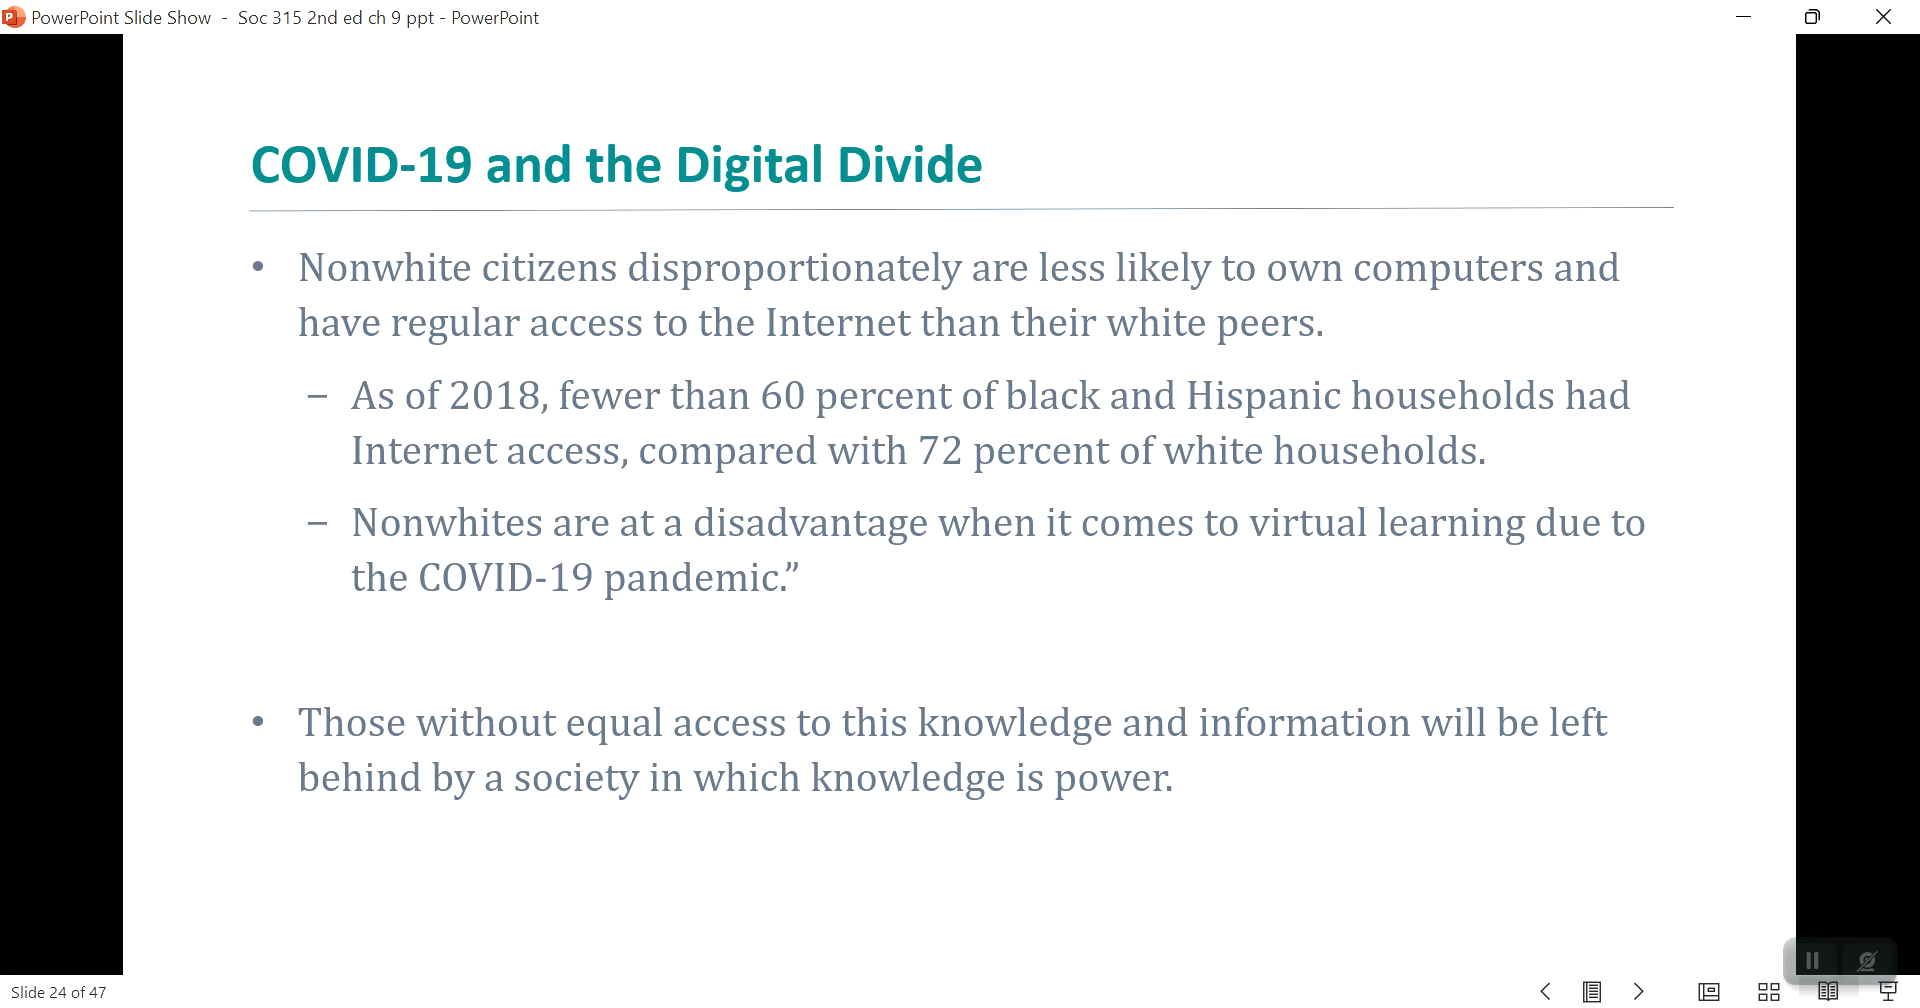 PowerPoint Slide Show - Soc 315 2nd ed ch 9 ppt - PowerPoint
COVID-19 and the Digital Divide
• Nonwhite citizens disproportionately are less likely to own computers and
have regular access to the Internet than their white peers.
– As of 2018, fewer than 60 percent of black and Hispanic households had
Internet access, compared with 72 percent of white households.
– Nonwhites are at a disadvantage when it comes to virtual learning due to
the COVID-19 pandemic.”
• Those without equal access to this knowledge and information will be left
behind by a society in which knowledge is power.
Slide 24 of 47